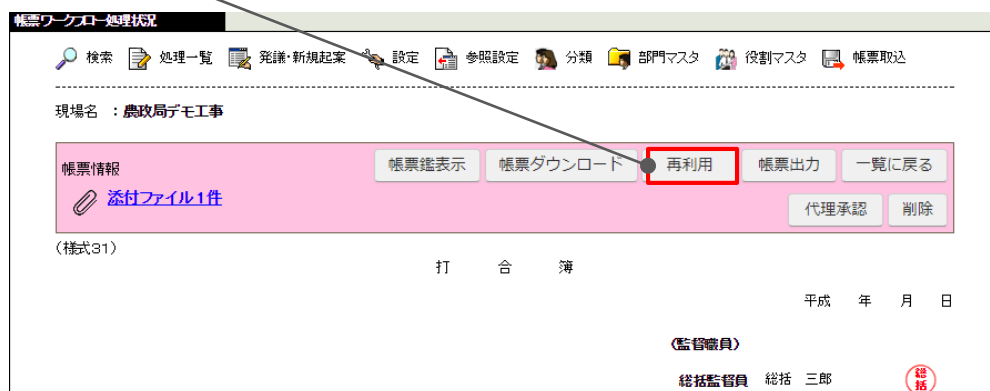 帳票ワークフロー処理状況
検索 処理一覧 発議・新規起案 設定 参照設定 分類 部門マスタ 役割マスタ 帳票取込
現場名 ：農政局デモ工事
帳票情報 帳票鑑表示 帳票ダウンロード 再利用 帳票出力 一覧に戻る
添付ファイル1件 代理承認 削除
（様式31）
打 合 簿
平成 年 月 日
（監督職員）
総括監督員 総括 三郎 総括